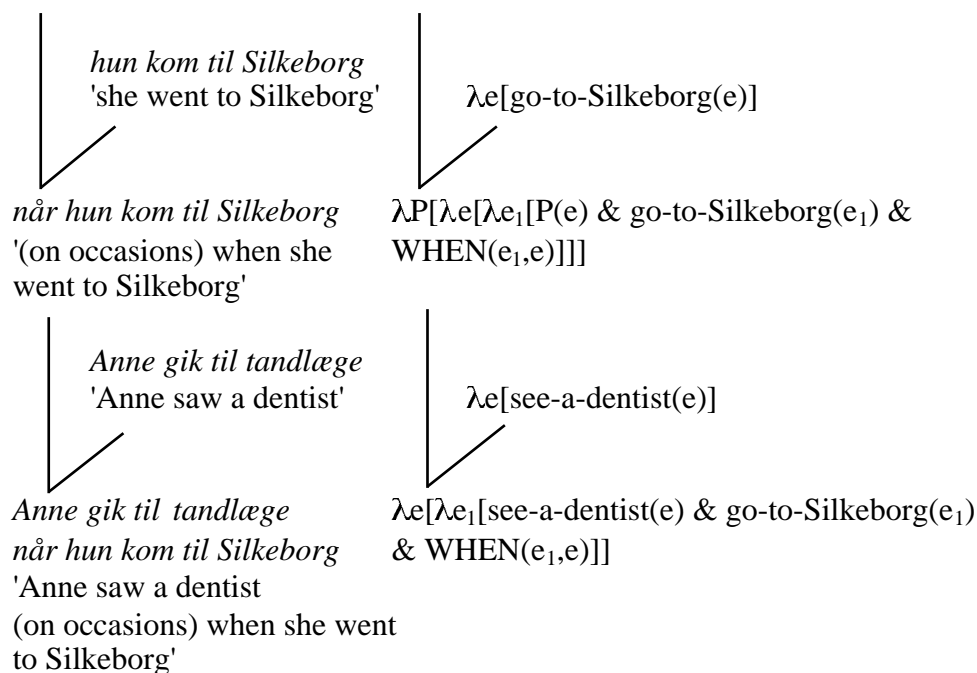 hun kom til Silkeborg
'she went to Silkeborg'
λe[go-to-Silkeborg(e)]
når hun kom til Silkeborg
'(on occasions) when she
went to Silkeborg'
λP[λe[λe₁[P(e) & go-to-Silkeborg(e₁) &
WHEN(e₁,e)]]]
Anne gik til tandlæge
'Anne saw a dentist'
λe[see-a-dentist(e)]
Anne gik til tandlæge
når hun kom til Silkeborg
'Anne saw a dentist
(on occasions) when she went
to Silkeborg'
λe[λe₁[see-a-dentist(e) & go-to-Silkeborg(e₁)
& WHEN(e₁,e)]]